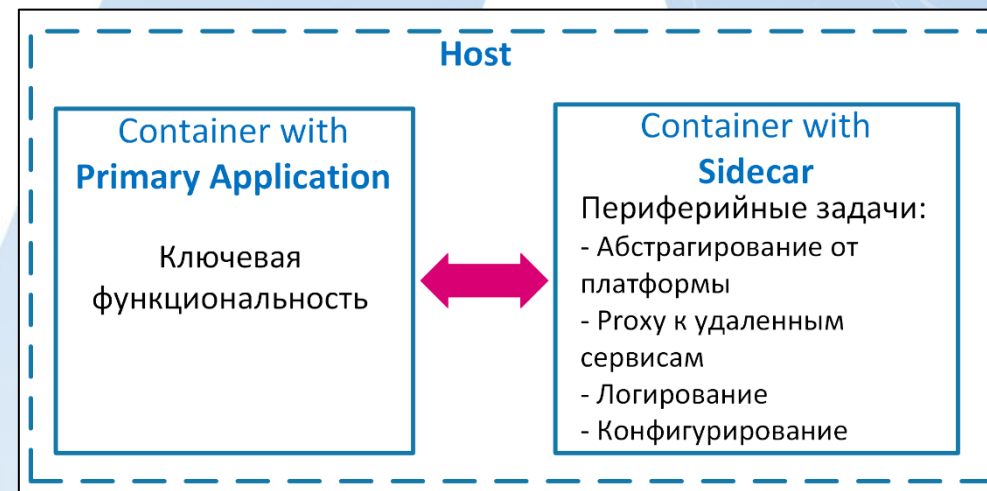 Host
Container with
Primary Application
Ключевая
функциональность
Container with
Sidecar
Периферийные задачи:
- Абстрагирование от
платформы
- Proxy к удаленным
сервисам
- Логирование
- Конфигурирование